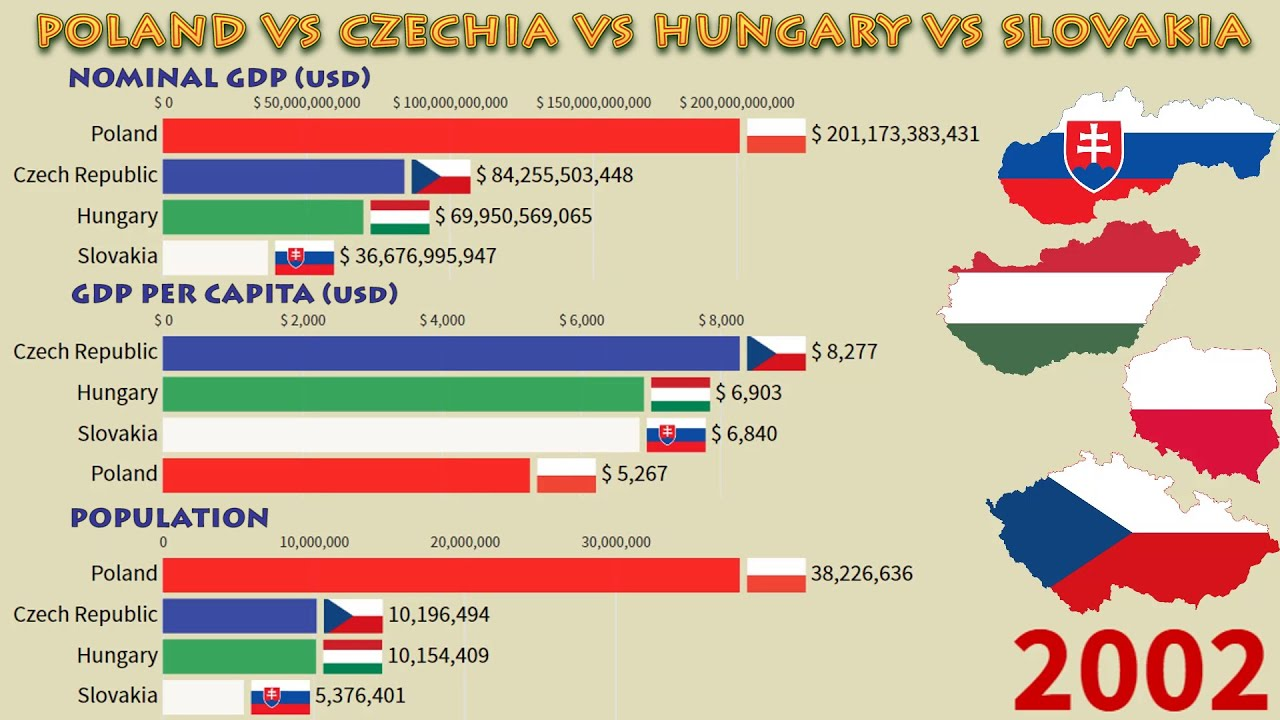 POLAND VS CZECHIA VS HUNGARY VS SLOVAKIA
NOMINAL GDP (USD)
$ 0 $ 50,000,000,000 $ 100,000,000,000 $ 150,000,000,000 $ 200,000,000,000
Poland $ 201,173,383,431
Czech Republic $ 84,255,503,448
Hungary $ 69,950,569,065
Slovakia $ 36,676,995,947
GDP PER CAPITA (USD)
$ 0 $ 2,000 $ 4,000 $ 6,000 $ 8,000
Czech Republic $ 8,277
Hungary $ 6,903
Slovakia $ 6,840
Poland $ 5,267
POPULATION
0 10,000,000 20,000,000 30,000,000
Poland 38,226,636
Czech Republic 10,196,494
Hungary 10,154,409
Slovakia 5,376,401
2002